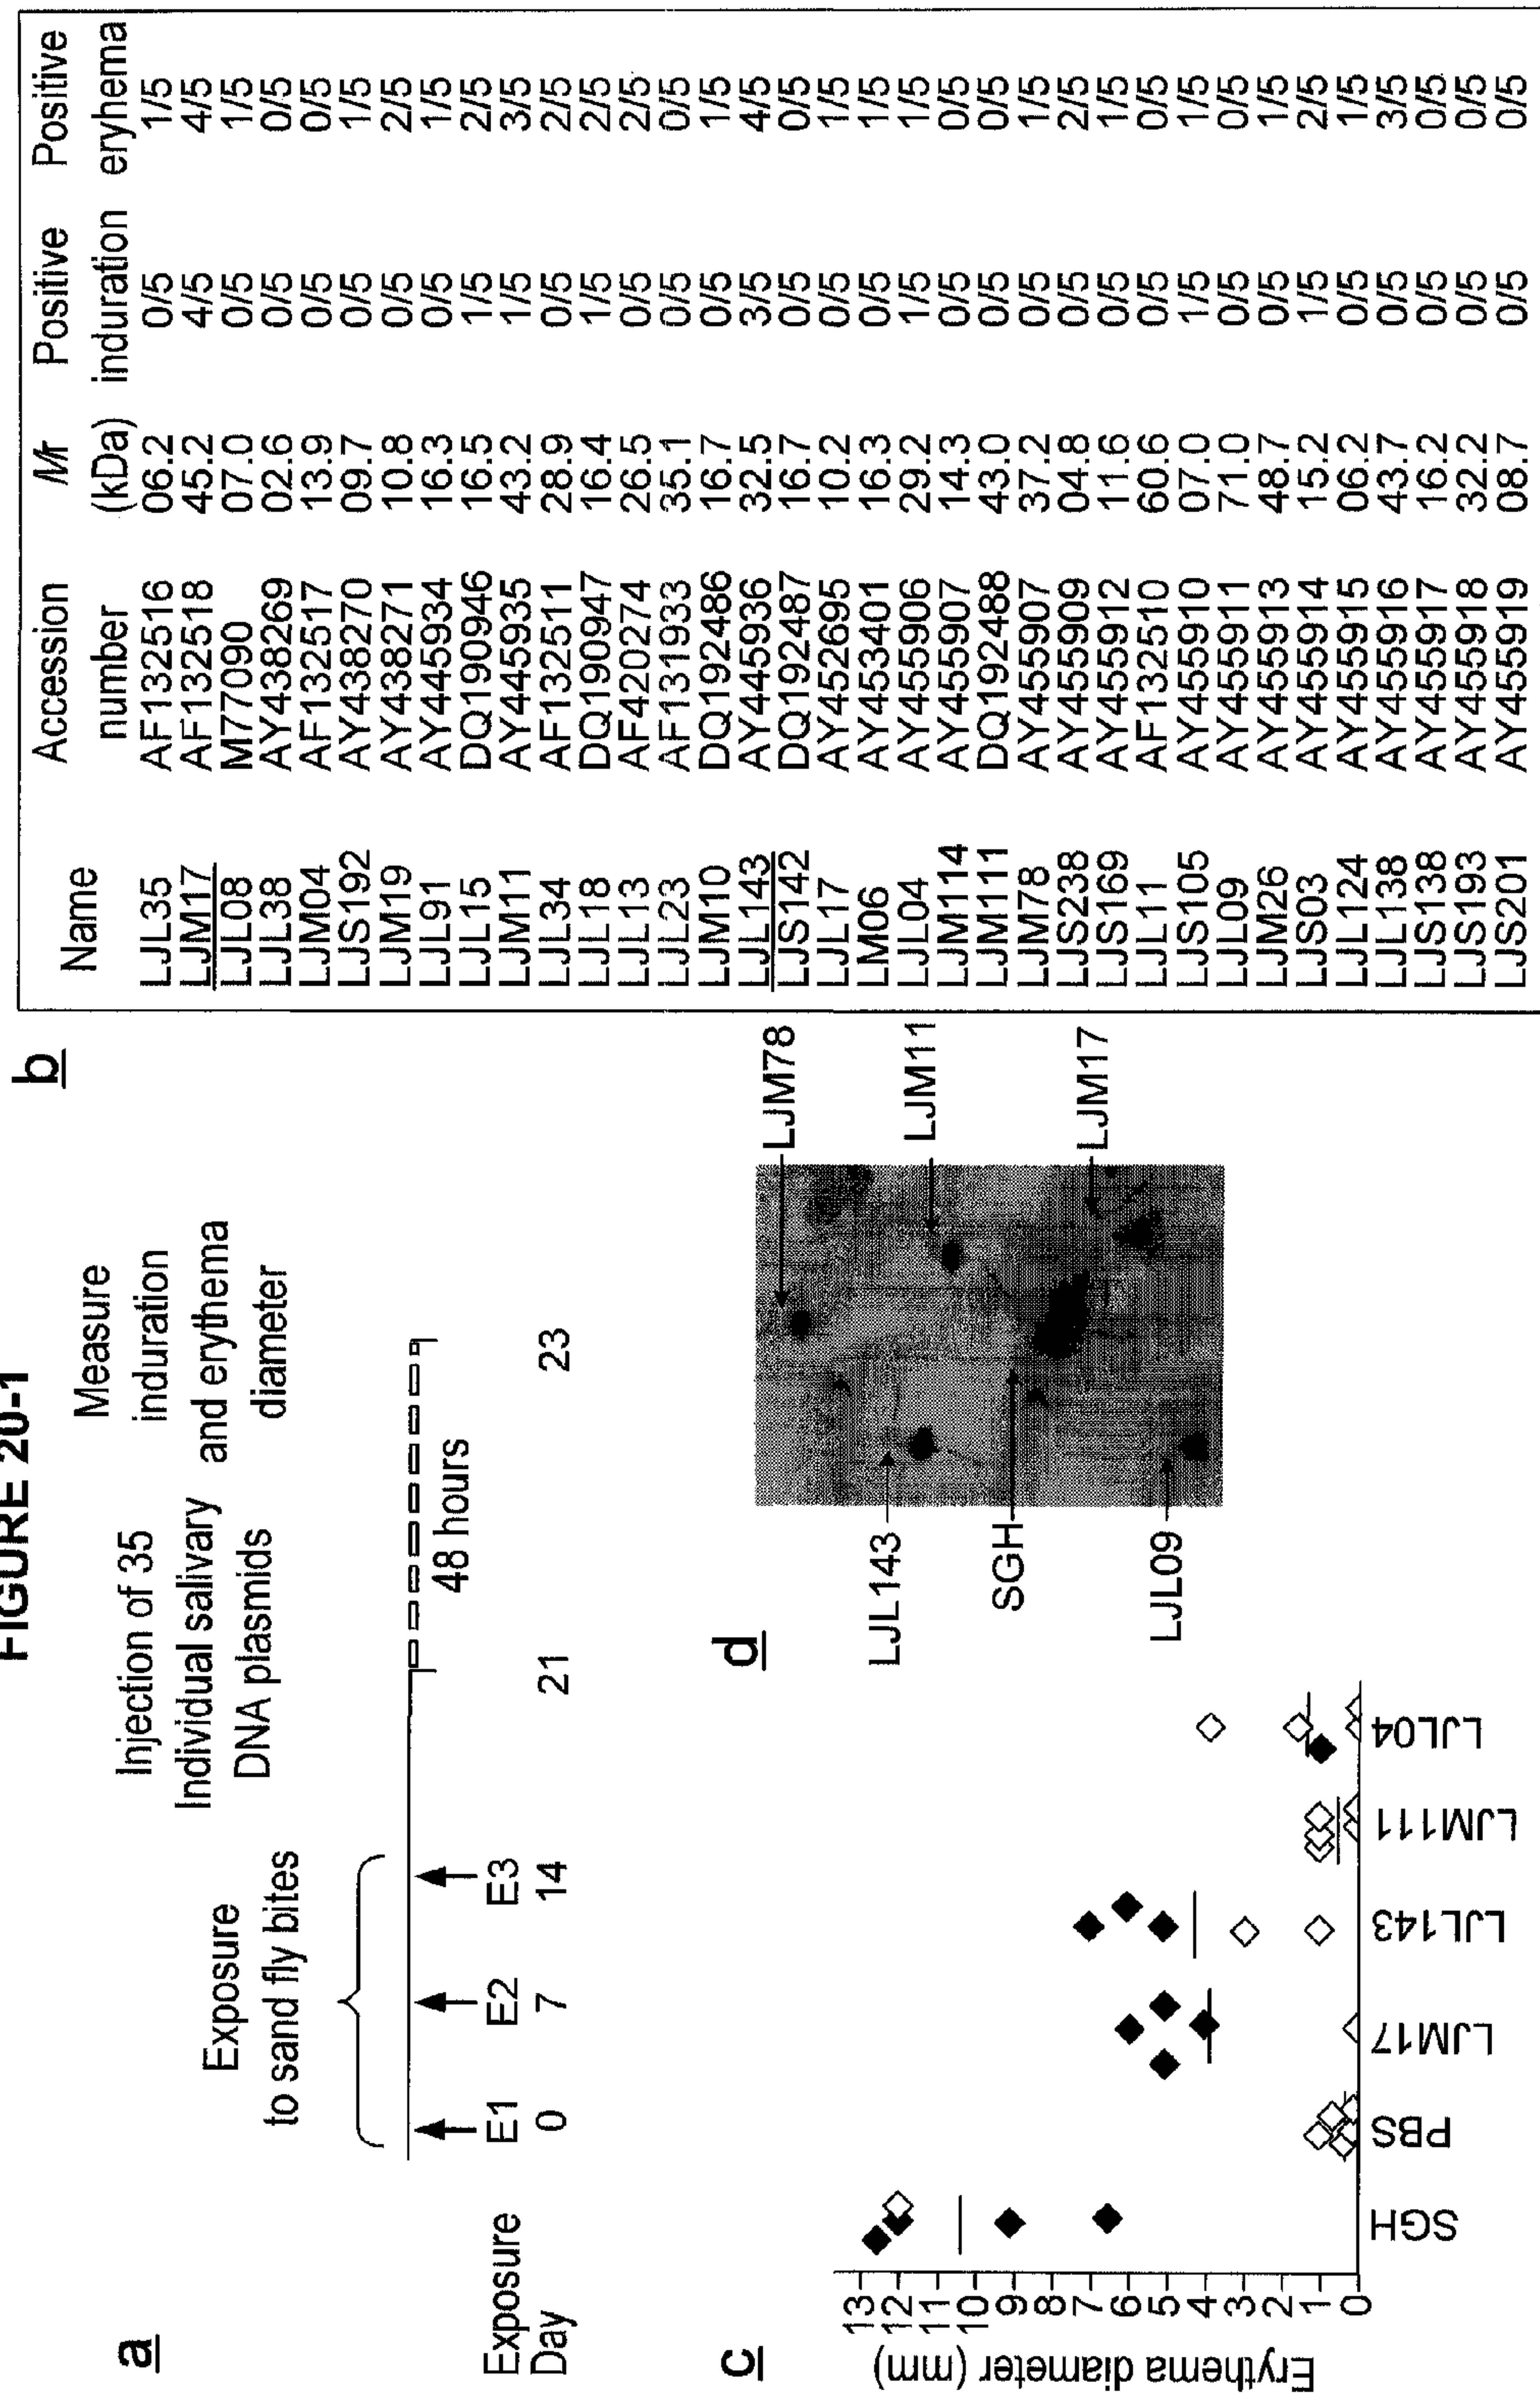 FIGURE 20-1
a
Exposure
to sand fly bites
Injection of 35
Individual salivary
DNA plasmids
Measure
induration
and erythema
diameter
48 hours
Exposure E1 E2 E3
Day 0 7 14 21 23
b
Name Accession number Mr (kDa) Positive induration Positive eryhema
LJL35 AF132516 06.2 0/5 1/5
LJM17 AF132518 45.2 4/5 4/5
LJL08 M77090 07.0 0/5 1/5
LJL38 AY438269 02.6 0/5 0/5
LJM04 AF132517 13.9 0/5 0/5
LJS192 AY438270 09.7 0/5 1/5
LJM19 AY438271 10.8 0/5 2/5
LJL91 AY445934 16.3 0/5 1/5
LJL15 DQ190946 16.5 1/5 2/5
LJM11 AY445935 43.2 1/5 3/5
LJL34 AF132511 28.9 0/5 2/5
LJL18 DQ190947 16.4 1/5 2/5
LJL13 AF420274 26.5 0/5 2/5
LJL23 AF131933 35.1 0/5 0/5
LJM10 DQ192486 16.7 0/5 1/5
LJL143 AY445936 32.5 3/5 4/5
LJS142 DQ192487 16.7 0/5 0/5
LJL17 AY452695 10.2 0/5 1/5
LM06 AY453401 16.3 0/5 1/5
LJL04 AY455906 29.2 1/5 1/5
LJM114 AY455907 14.3 0/5 0/5
LJM111 DQ192488 43.0 0/5 0/5
LJM78 AY455907 37.2 0/5 1/5
LJS238 AY455909 04.8 0/5 2/5
LJS169 AY455912 11.6 0/5 1/5
LJL11 AF132510 60.6 0/5 0/5
LJS105 AY455910 07.0 1/5 1/5
LJL09 AY455911 71.0 0/5 0/5
LJM26 AY455913 48.7 0/5 1/5
LJS03 AY455914 15.2 1/5 2/5
LJL124 AY455915 06.2 0/5 1/5
LJL138 AY455916 43.7 0/5 3/5
LJS138 AY455917 16.2 0/5 0/5
LJS193 AY455918 32.2 0/5 0/5
LJS201 AY455919 08.7 0/5 0/5
c
Erythema diameter (mm)
13
12
11
10
9
8
7
6
5
4
3
2
1
0
SGH PBS LJM17 LJL143 LJM111 LJL04
d
LJL143
SGH
LJL09
LJM78
LJM11
LJM17